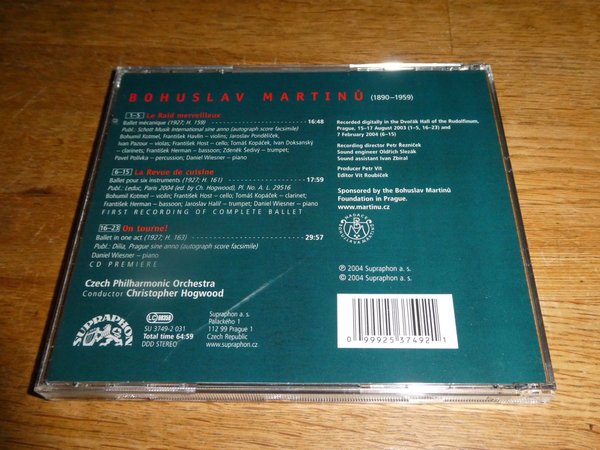 BOHUSLAV MARTINŮ (1890–1959)
1–5 Le Raid merveilleux
Ballet mécanique (1927; H. 159) 16:48
Publ.: Schott Musik International sine anno (autograph score facsimile)
Bohumil Kotmel, František Havlín – violins; Jaroslav Pondělíček,
Ivan Pazour – violas; František Host – cello; Tomáš Kopáček, Ivan Doksanský
– clarinets; František Herman – bassoon; Zdeněk Šedivý – trumpet;
Pavel Polívka – percussion; Daniel Wiesner – piano
6–15 La Revue de cuisine
Ballet pour six instruments (1927; H. 161) 17:59
Publ.: Leduc, Paris 2004 (ed. by Ch. Hogwood), Pl. No. A. L. 29516
Bohumil Kotmel – violin; František Host – cello; Tomáš Kopáček – clarinet;
František Herman – bassoon; Jaroslav Halíř – trumpet; Daniel Wiesner – piano
FIRST RECORDING OF COMPLETE BALLET
16–23 On tourne!
Ballet in one act (1927; H. 163) 29:57
Publ.: Dilia, Prague sine anno (autograph score facsimile)
Daniel Wiesner – piano
CD PREMIERE
Czech Philharmonic Orchestra
Conductor Christopher Hogwood
SUPRAPHON
LC 08358
SU 3749-2 031
Total time 64:59
DDD STEREO
Supraphon a. s.
Palackého 1
112 99 Prague 1
Czech Republic
www.supraphon.cz
Recorded digitally in the Dvořák Hall of the Rudolfinum,
Prague, 15–17 August 2003 (1–5, 16–23) and
7 February 2004 (6–15)
Recording director Petr Řezníček
Sound engineer Oldřich Slezák
Sound assistant Ivan Zbíral
Producer Petr Vít
Editor Vít Roubíček
Sponsored by the Bohuslav Martinů
Foundation in Prague.
www.martinu.cz
NADACE
BOHUSLAVA MARTINŮ
℗ 2004 Supraphon a. s.
© 2004 Supraphon a. s.
0 99925 37492 1